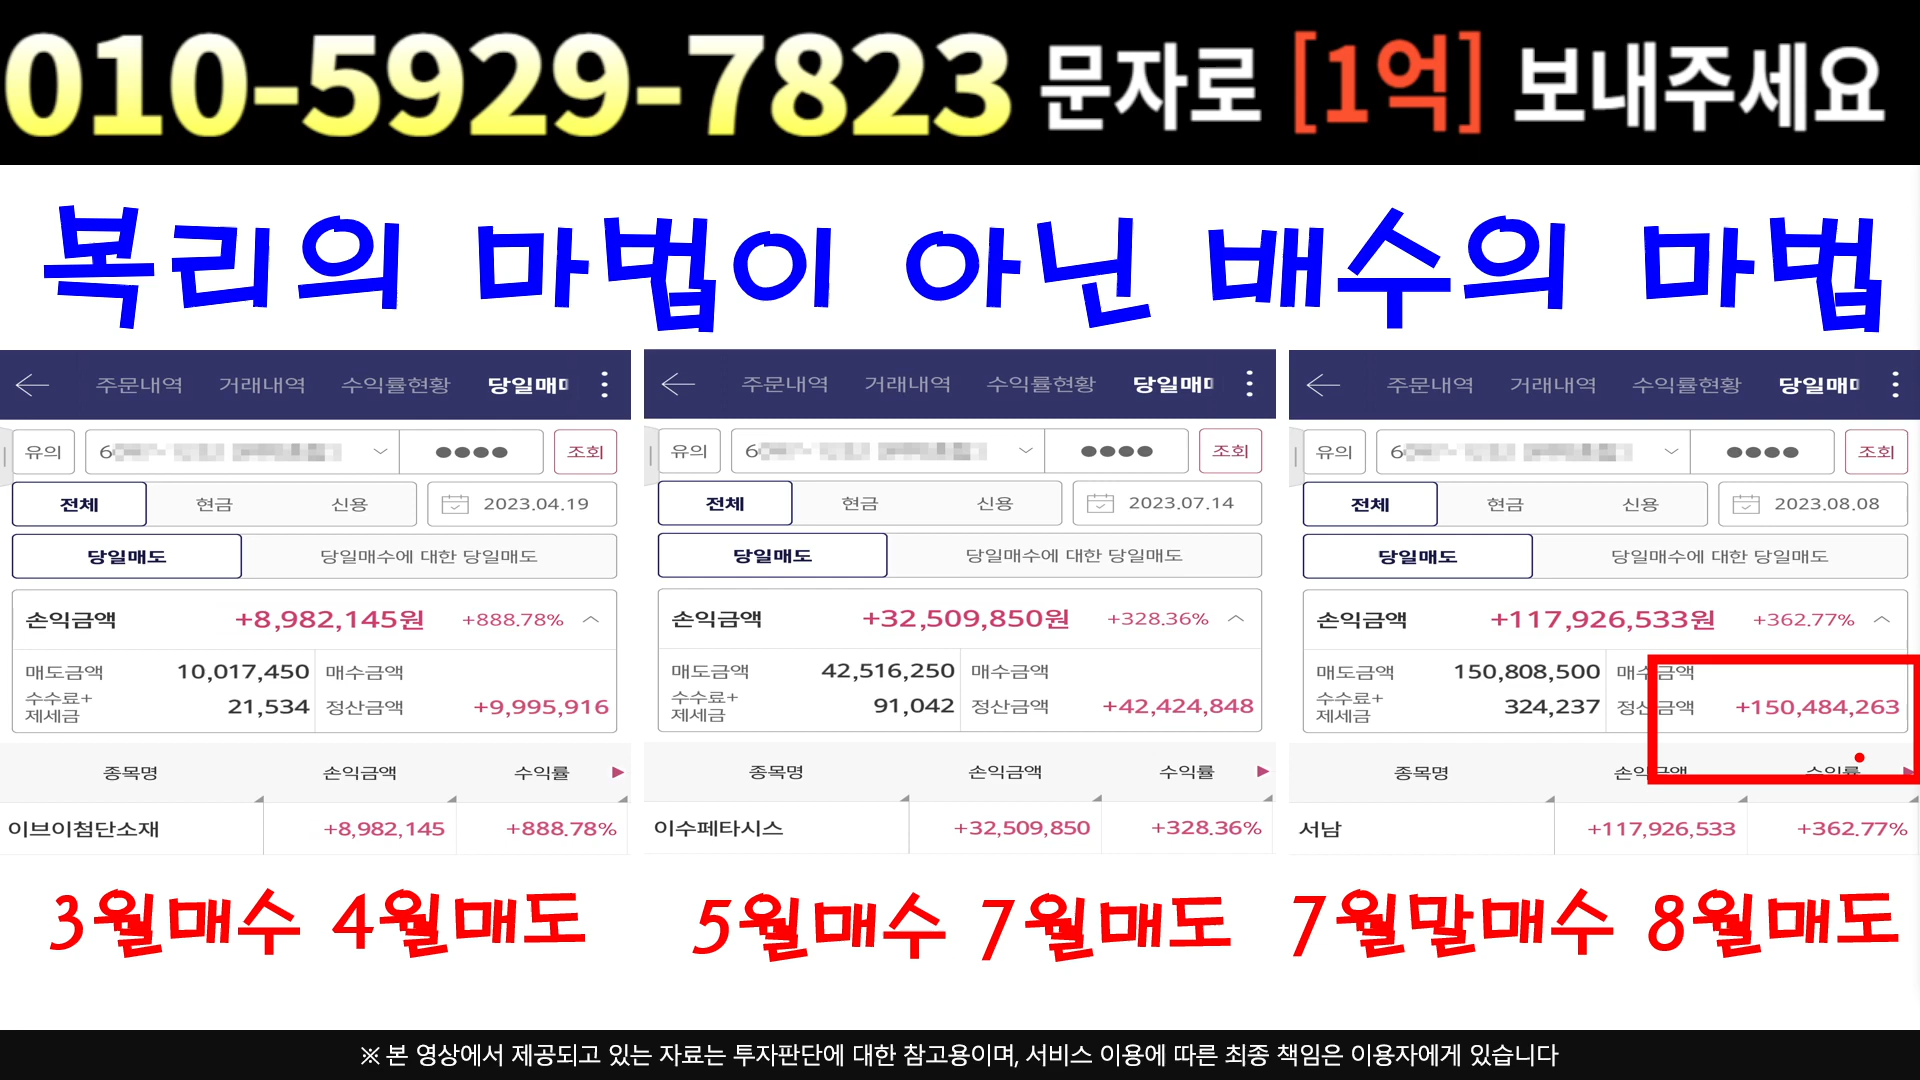 010-5929-7823 문자로 [1억] 보내주세요
복리의 마법이 아닌 배수의 마법
주문내역 거래내역 수익률현황 당일매
유의 6 ●●●● 조회
전체 현금 신용 2023.04.19
당일매도 당일매수에 대한 당일매도
손익금액 +8,982,145원 +888.78%
매도금액 10,017,450 매수금액
수수료+
제세금 21,534 정산금액 +9,995,916
종목명 손익금액 수익률
이브이첨단소재 +8,982,145 +888.78%
3월매수 4월매도
주문내역 거래내역 수익률현황 당일매
유의 6 ●●●● 조회
전체 현금 신용 2023.07.14
당일매도 당일매수에 대한 당일매도
손익금액 +32,509,850원 +328.36%
매도금액 42,516,250 매수금액
수수료+
제세금 91,042 정산금액 +42,424,848
종목명 손익금액 수익률
이수페타시스 +32,509,850 +328.36%
5월매수 7월매도
주문내역 거래내역 수익률현황 당일매
유의 6 ●●●● 조회
전체 현금 신용 2023.08.08
당일매도 당일매수에 대한 당일매도
손익금액 +117,926,533원 +362.77%
매도금액 150,808,500 매수금액
수수료+
제세금 324,237 정산금액 +150,484,263
종목명 손익금액 수익률
서남 +117,926,533 +362.77%
7월말매수 8월매도
※ 본 영상에서 제공되고 있는 자료는 투자판단에 대한 참고용이며, 서비스 이용에 따른 최종 책임은 이용자에게 있습니다